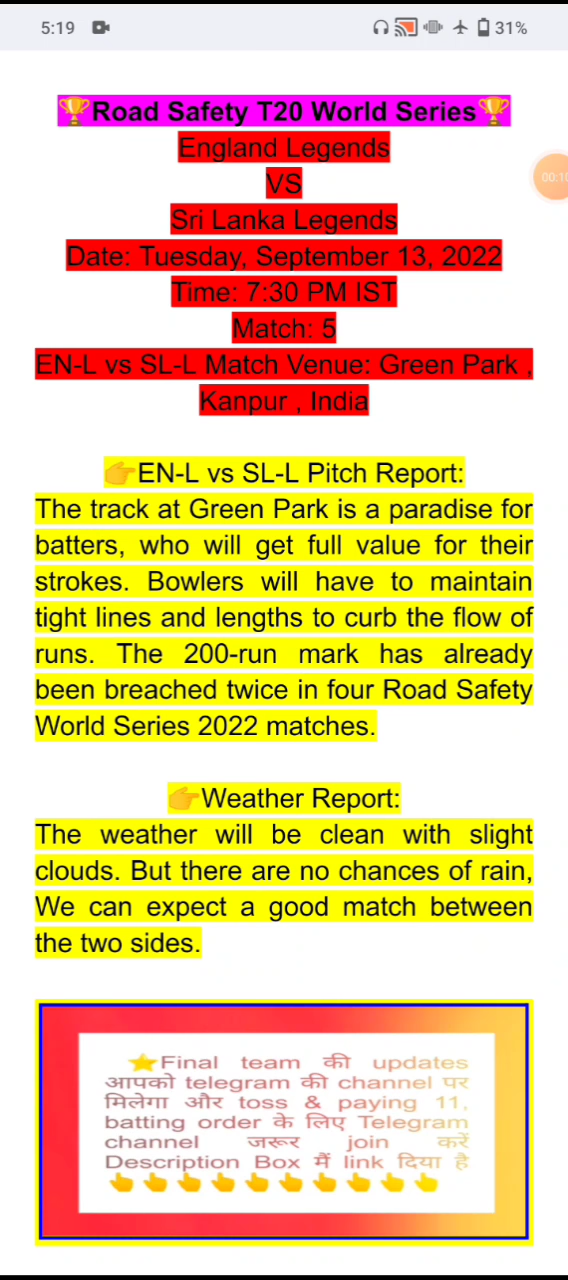 5:19
31%
🏆Road Safety T20 World Series🏆
England Legends
VS
Sri Lanka Legends
Date: Tuesday, September 13, 2022
Time: 7:30 PM IST
Match: 5
EN-L vs SL-L Match Venue: Green Park ,
Kanpur , India
00:10
👉EN-L vs SL-L Pitch Report:
The track at Green Park is a paradise for
batters, who will get full value for their
strokes. Bowlers will have to maintain
tight lines and lengths to curb the flow of
runs. The 200-run mark has already
been breached twice in four Road Safety
World Series 2022 matches.
👉Weather Report:
The weather will be clean with slight
clouds. But there are no chances of rain,
We can expect a good match between
the two sides.
⭐Final team की updates
आपको telegram की channel पर
मिलेगा और toss & paying 11,
batting order के लिए Telegram
channel जरूर join करें
Description Box मैं link दिया है
👆👆👆👆👆👆👆👆👆👆